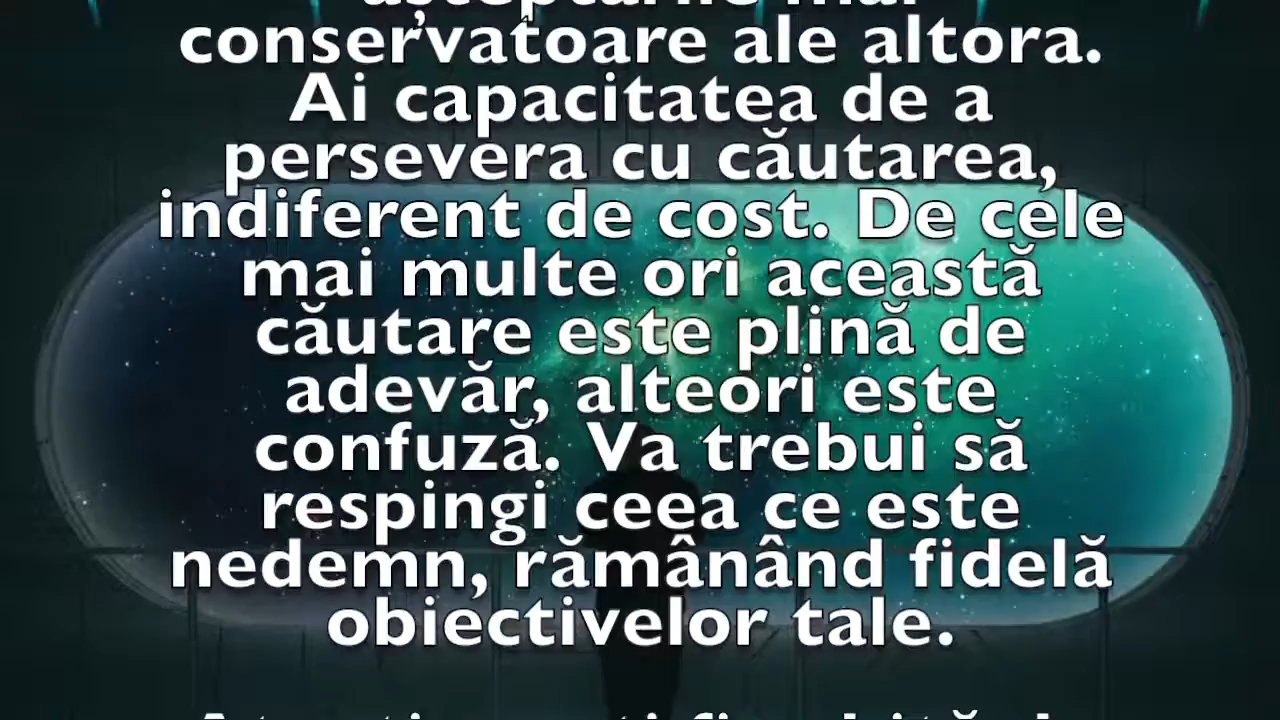 așteptările mai
conservatoare ale altora.
Ai capacitatea de a
persevera cu căutarea,
indiferent de cost. De cele
mai multe ori această
căutare este plină de
adevăr, alteori este
confuză. Va trebui să
respingi ceea ce este
nedemn, rămânând fidelă
obiectivelor tale.